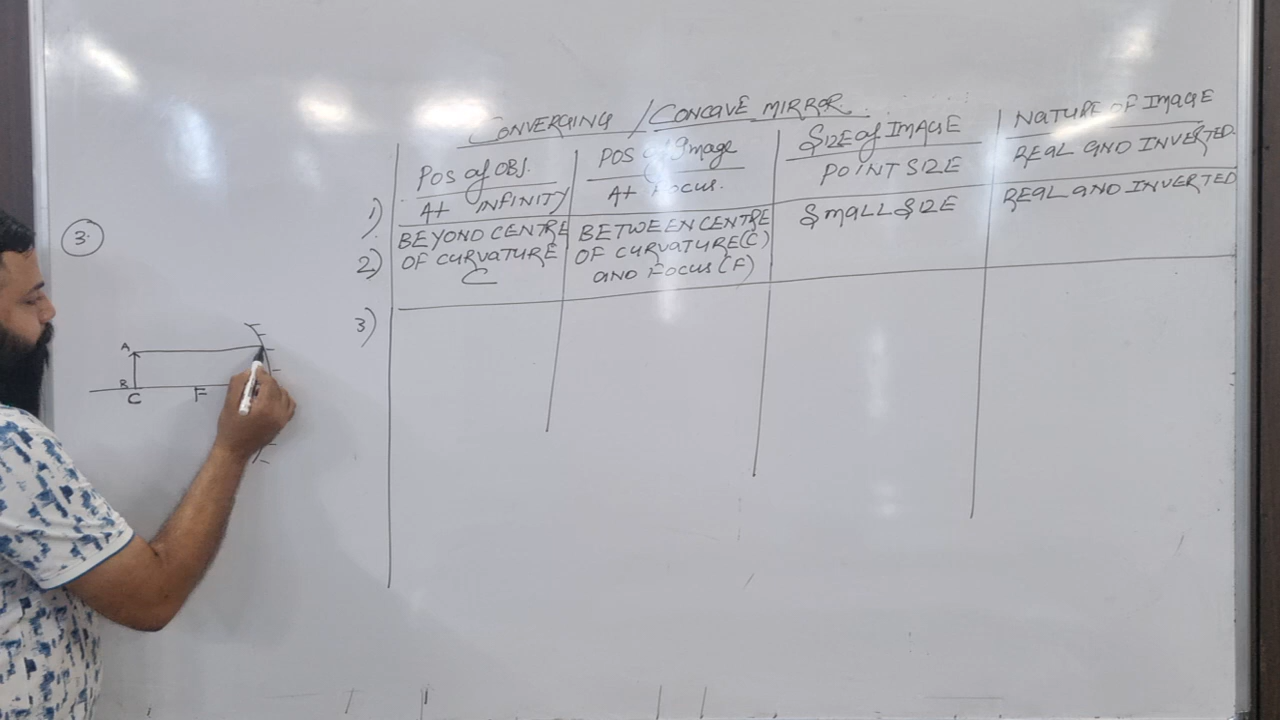 CONVERGING / CONCAVE MIRROR
POS of OBJ.
POS of Image
SIZE of IMAGE
NATURE OF IMAGE
1) At INFINITY
At Focus.
POINT SIZE
REAL AND INVERTED.
2) BEYOND CENTRE
OF CURVATURE
C
BETWEEN CENTRE
OF CURVATURE (C)
AND FOCUS (F)
SMALL SIZE
REAL AND INVERTED
3)
3.
A
B
C F